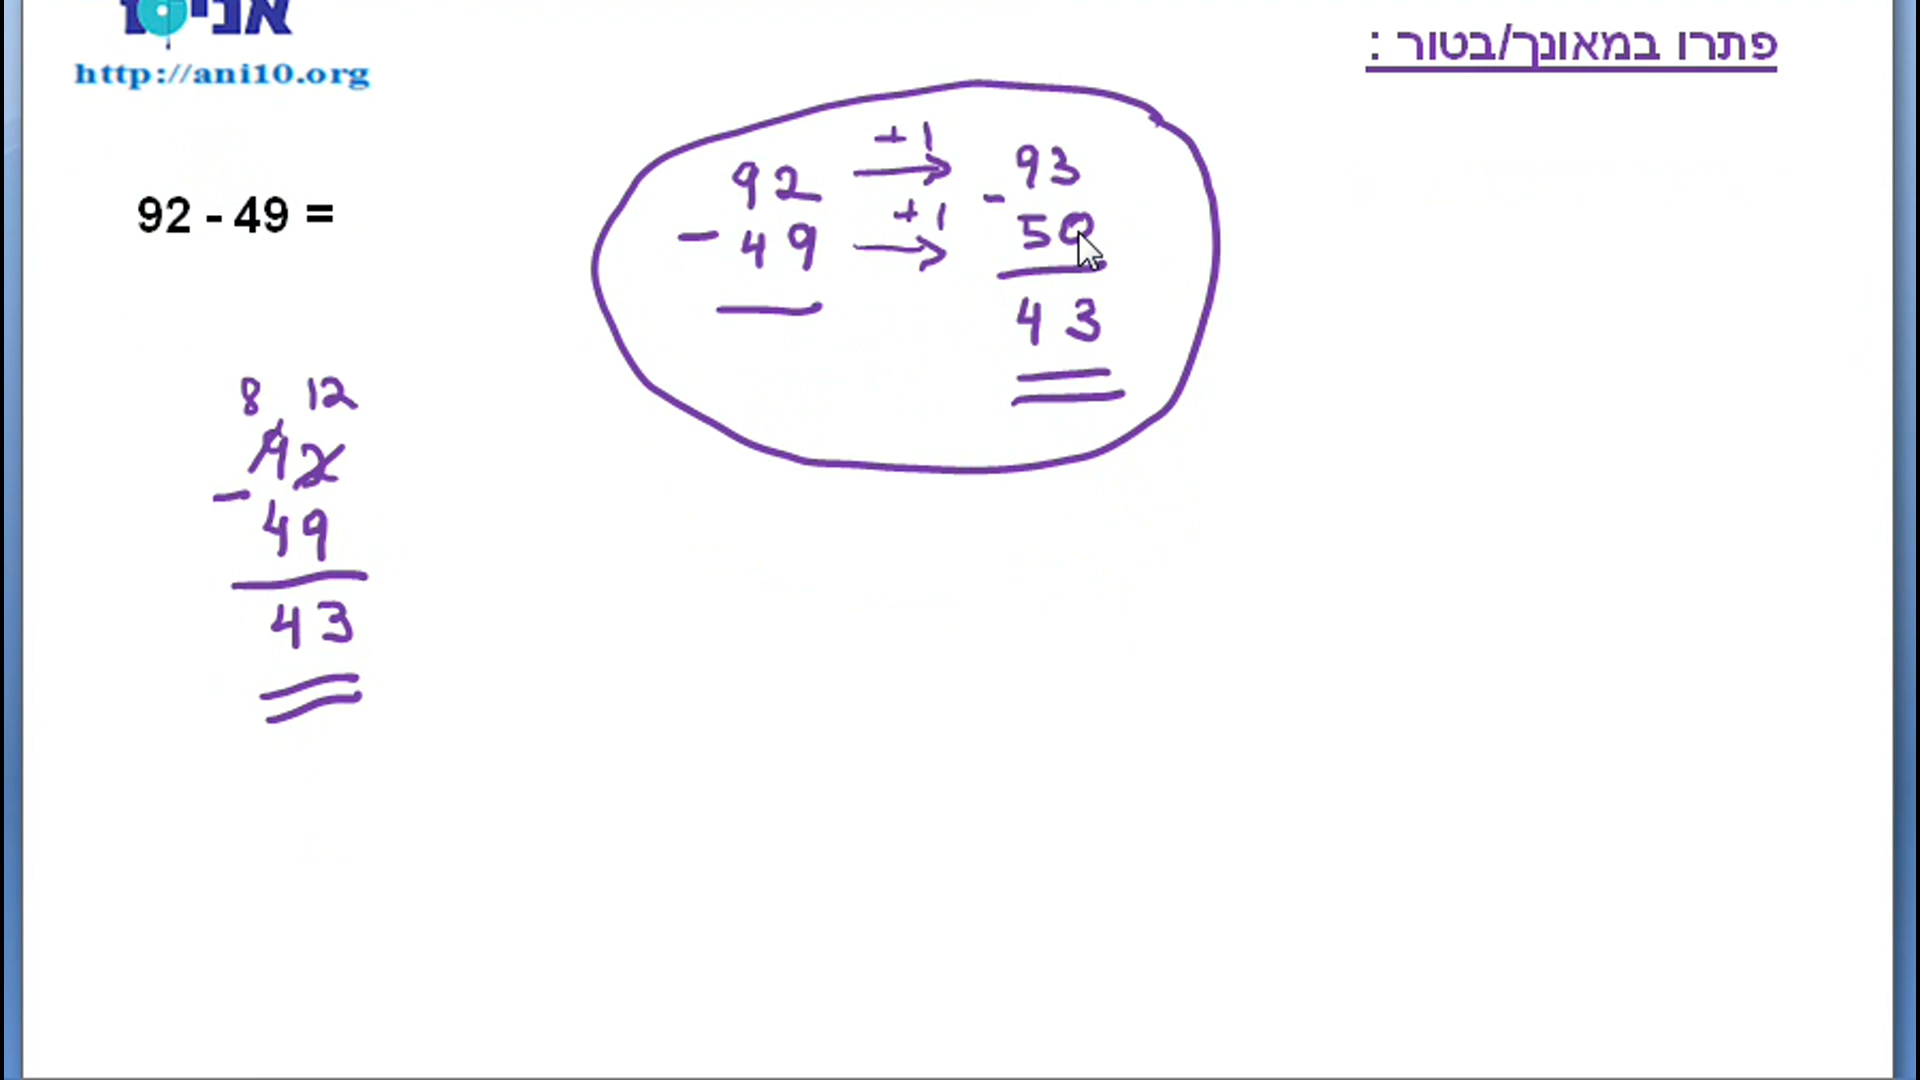 פתרו במאונך/בטור :
http://ani10.org
92 - 49 =
+1
92 → 93
+1
- 49 → - 50
43
8 12
92
- 49
43